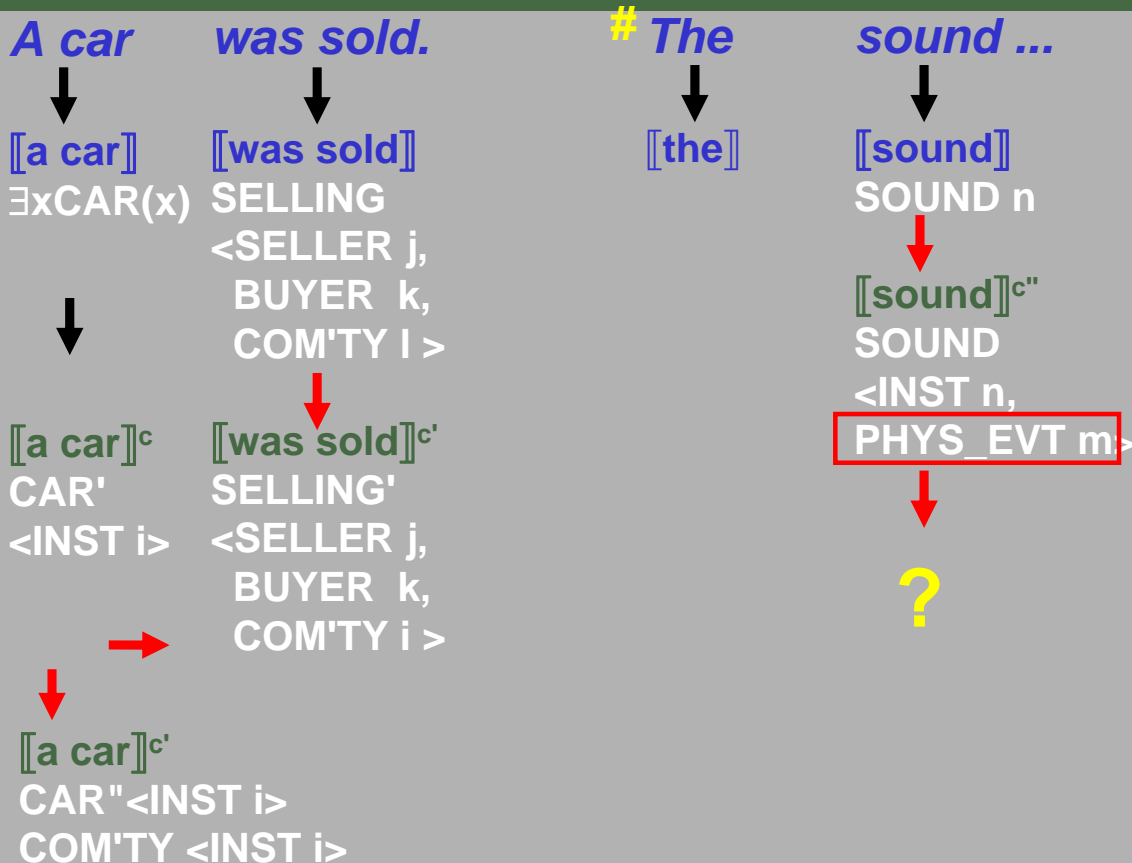 A car was sold. # The sound ...
⟦a car⟧ ⟦was sold⟧ ⟦the⟧ ⟦sound⟧
∃xCAR(x) SELLING SOUND n
<SELLER j,
BUYER k, ⟦sound⟧c"
COM'TY l > SOUND
<INST n,
⟦a car⟧c ⟦was sold⟧c' PHYS_EVT m>
CAR' SELLING'
<INST i> <SELLER j,
BUYER k, ?
COM'TY i >
⟦a car⟧c'
CAR"<INST i>
COM'TY <INST i>